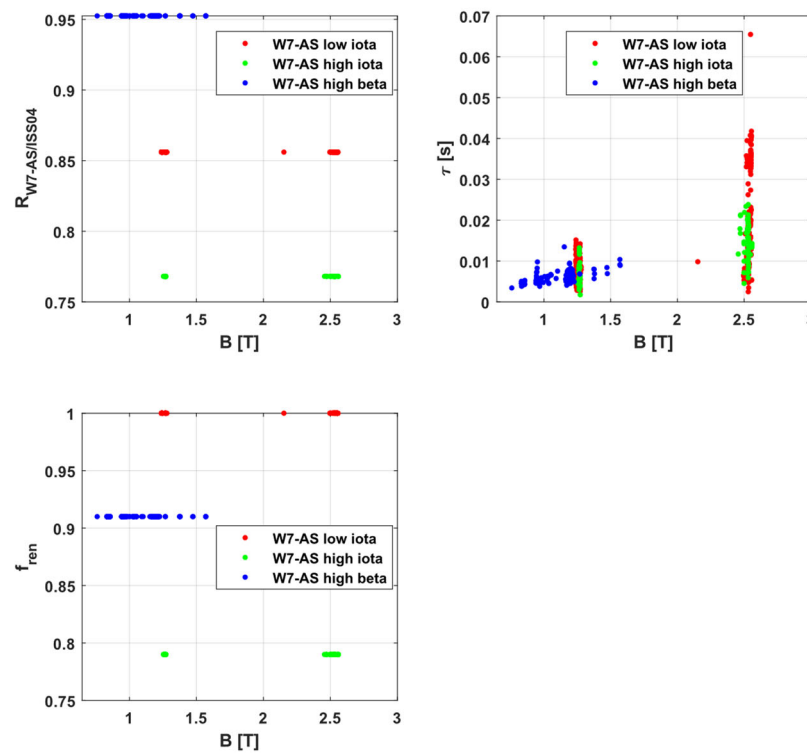 0.95
0.9
0.85
0.8
0.75
R_W7-AS/ISS04
W7-AS low iota
W7-AS high iota
W7-AS high beta
1 1.5 2 2.5 3
B [T]
0.07
0.06
0.05
0.04
0.03
0.02
0.01
0
τ [s]
W7-AS low iota
W7-AS high iota
W7-AS high beta
1 1.5 2 2.5 3
B [T]
1
0.95
0.9
0.85
0.8
0.75
f_ren
W7-AS low iota
W7-AS high iota
W7-AS high beta
1 1.5 2 2.5 3
B [T]